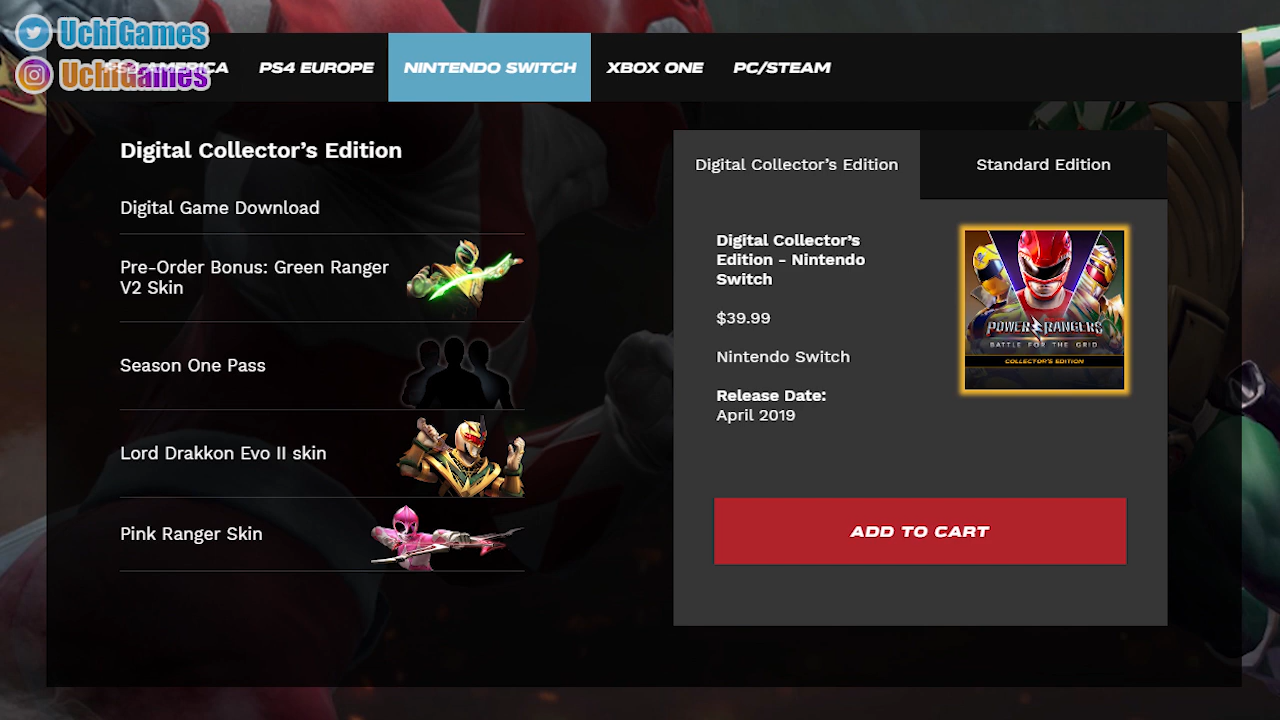 UchiGames
UchiGames
PS4 AMERICA
PS4 EUROPE
NINTENDO SWITCH
XBOX ONE
PC/STEAM
Digital Collector’s Edition
Digital Game Download
Pre-Order Bonus: Green Ranger
V2 Skin
Season One Pass
Lord Drakkon Evo II skin
Pink Ranger Skin
Digital Collector’s Edition
Standard Edition
Digital Collector’s
Edition - Nintendo
Switch
$39.99
Nintendo Switch
Release Date:
April 2019
POWER RANGERS
BATTLE FOR THE GRID
COLLECTOR'S EDITION
ADD TO CART